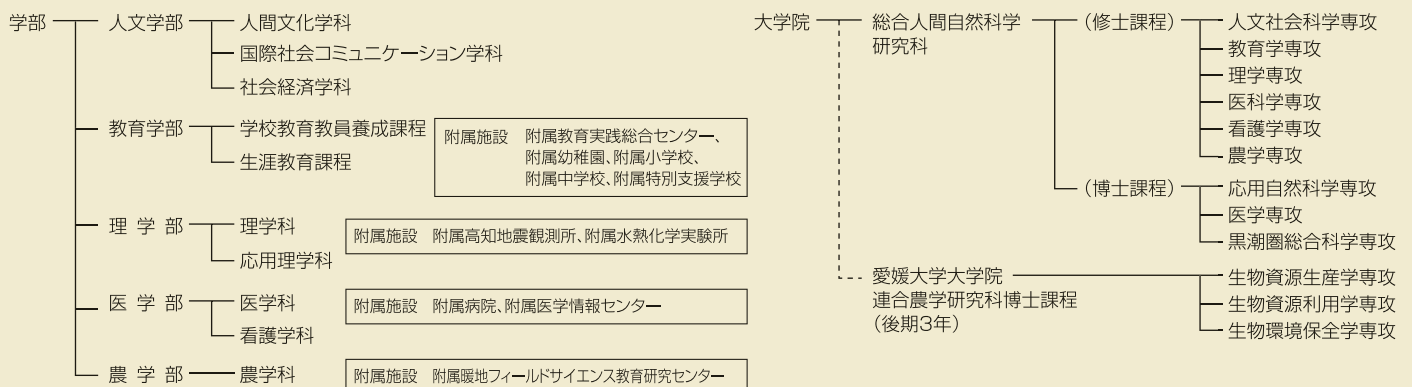 学部
人文学部
人間文化学科
国際社会コミュニケーション学科
社会経済学科
教育学部
学校教育教員養成課程
生涯教育課程
附属施設 附属教育実践総合センター、
附属幼稚園、附属小学校、
附属中学校、附属特別支援学校
理学部
理学科
応用理学科
附属施設 附属高知地震観測所、附属水熱化学実験所
医学部
医学科
看護学科
附属施設 附属病院、附属医学情報センター
農学部
農学科
附属施設 附属暖地フィールドサイエンス教育研究センター
大学院
総合人間自然科学
研究科
(修士課程)
人文社会科学専攻
教育学専攻
理学専攻
医科学専攻
看護学専攻
農学専攻
(博士課程)
応用自然科学専攻
医学専攻
黒潮圏総合科学専攻
愛媛大学大学院
連合農学研究科博士課程
(後期3年)
生物資源生産学専攻
生物資源利用学専攻
生物環境保全学専攻